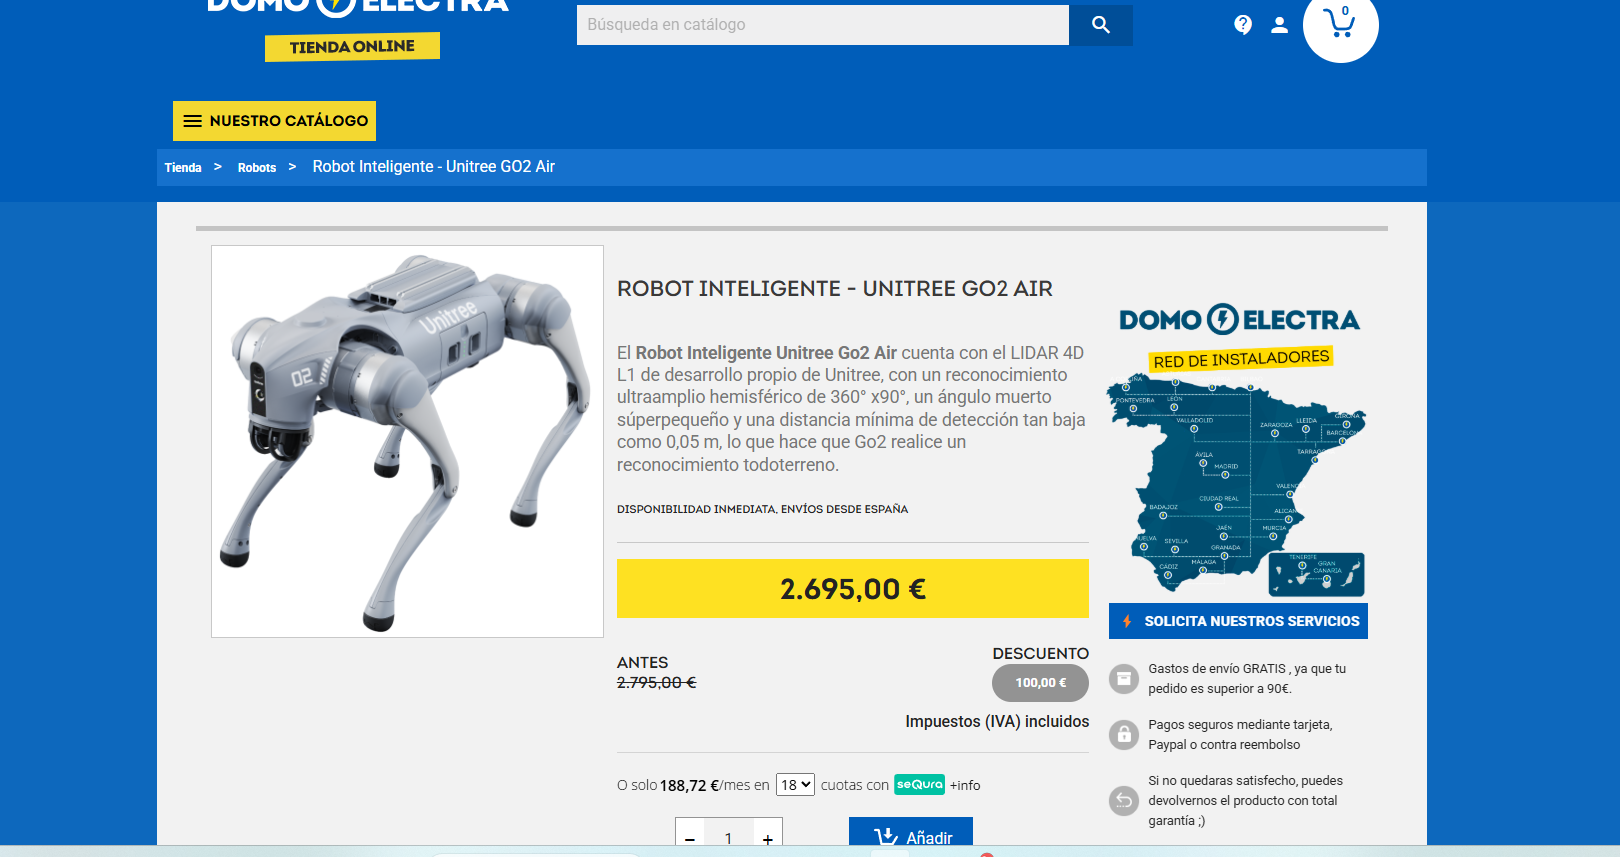 DOMO ELECTRA
TIENDA ONLINE
Búsqueda en catálogo
0
NUESTRO CATÁLOGO
Tienda > Robots > Robot Inteligente - Unitree GO2 Air
Unitree
02
ROBOT INTELIGENTE - UNITREE GO2 AIR
El Robot Inteligente Unitree Go2 Air cuenta con el LIDAR 4D
L1 de desarrollo propio de Unitree, con un reconocimiento
ultraamplio hemisférico de 360° x90°, un ángulo muerto
súperpequeño y una distancia mínima de detección tan baja
como 0,05 m, lo que hace que Go2 realice un
reconocimiento todoterreno.
DISPONIBILIDAD INMEDIATA, ENVÍOS DESDE ESPAÑA
2.695,00 €
ANTES
2.795,00 €
DESCUENTO
100,00 €
Impuestos (IVA) incluidos
O solo 188,72 €/mes en 18 cuotas con seQura +info
− 1 +
Añadir
DOMO ELECTRA
RED DE INSTALADORES
PONTEVEDRA
LEÓN
VALLADOLID
ZARAGOZA
LLEIDA
GIRONA
BARCELON
TARRAGO
ÁVILA
MADRID
VALENC
CIUDAD REAL
BADAJOZ
ALICAN
JAÉN
MURCIA
HUELVA
SEVILLA
GRANADA
CÁDIZ
MÁLAGA
TENERIFE
GRAN
CANARIA
SOLICITA NUESTROS SERVICIOS
Gastos de envío GRATIS , ya que tu
pedido es superior a 90€.
Pagos seguros mediante tarjeta,
Paypal o contra reembolso
Si no quedaras satisfecho, puedes
devolvernos el producto con total
garantía ;)